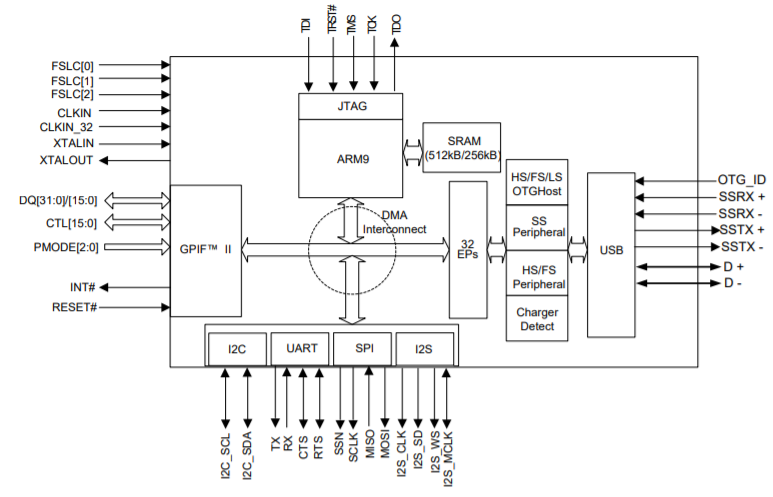 TDI
TRST#
TMS
TCK
TDO
FSLC[0]
FSLC[1]
FSLC[2]
CLKIN
CLKIN_32
XTALIN
XTALOUT
DQ[31:0]/[15:0]
CTL[15:0]
PMODE[2:0]
INT#
RESET#
JTAG
ARM9
SRAM
(512kB/256kB)
DMA
Interconnect
GPIF™ II
32
EPs
HS/FS/LS
OTGHost
SS
Peripheral
HS/FS
Peripheral
Charger
Detect
USB
OTG_ID
SSRX +
SSRX -
SSTX +
SSTX -
D +
D -
I2C
UART
SPI
I2S
I2C_SCL
I2C_SDA
TX
RX
CTS
RTS
SSN
SCLK
MISO
MOSI
I2S_CLK
I2S_SD
I2S_WS
I2S_MCLK